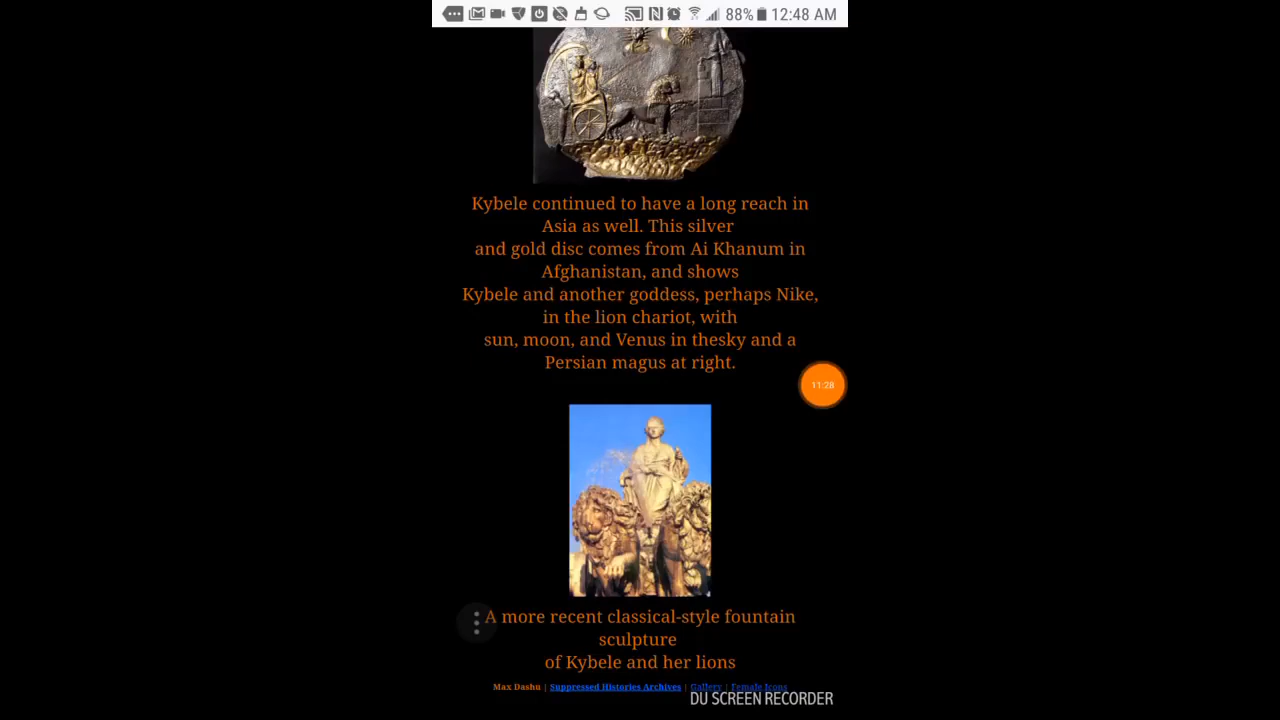 88% 12:48 AM
Kybele continued to have a long reach in
Asia as well. This silver
and gold disc comes from Ai Khanum in
Afghanistan, and shows
Kybele and another goddess, perhaps Nike,
in the lion chariot, with
sun, moon, and Venus in thesky and a
Persian magus at right.
11:28
A more recent classical-style fountain
sculpture
of Kybele and her lions
Max Dashu | Suppressed Histories Archives | Gallery | Female Icons
DU SCREEN RECORDER